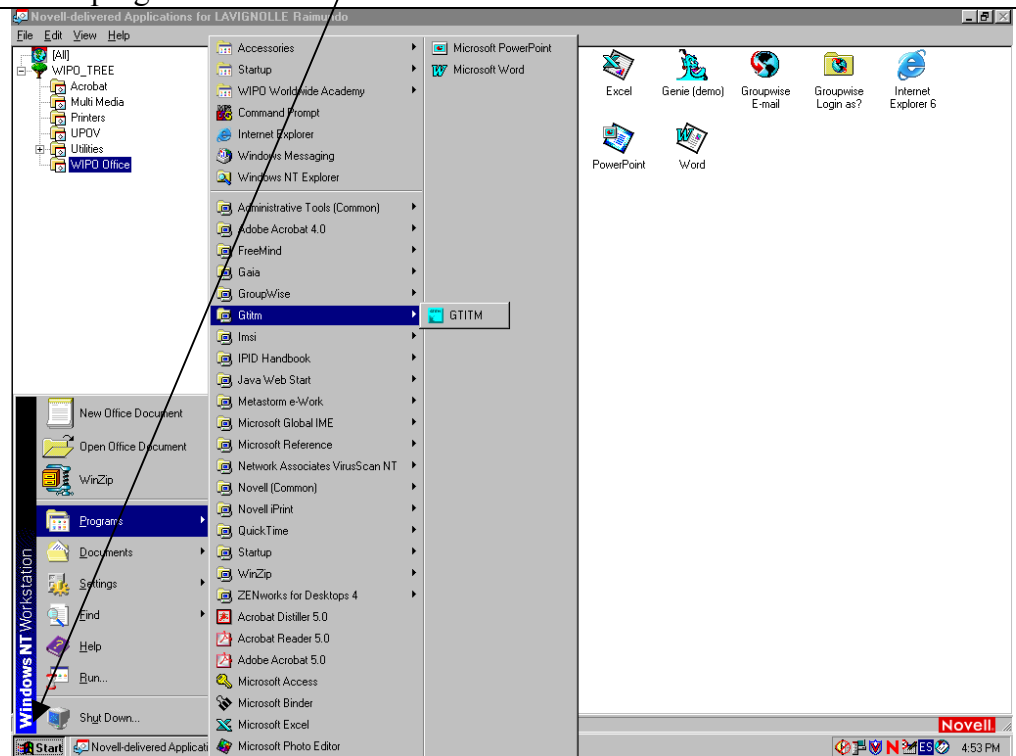 Novell-delivered Applications for LAVIGNOLLE Raimundo
File Edit View Help
[All]
WIPO_TREE
Acrobat
Multi Media
Printers
UPOV
Utilities
WIPO Office
Accessories
Startup
WIPO Worldwide Academy
Command Prompt
Internet Explorer
Windows Messaging
Windows NT Explorer
Administrative Tools (Common)
Adobe Acrobat 4.0
FreeMind
Gaia
GroupWise
Gtitm
Imsi
IPID Handbook
Java Web Start
Metastorm e-Work
Microsoft Global IME
Microsoft Reference
Network Associates VirusScan NT
Novell (Common)
Novell iPrint
QuickTime
Startup
WinZip
ZENworks for Desktops 4
Acrobat Distiller 5.0
Acrobat Reader 5.0
Adobe Acrobat 5.0
Microsoft Access
Microsoft Binder
Microsoft Excel
Microsoft Photo Editor
Microsoft PowerPoint
Microsoft Word
GTITM
Excel
Genie (demo)
Groupwise
E-mail
Groupwise
Login as?
Internet
Explorer 6
PowerPoint
Word
New Office Document
Open Office Document
WinZip
Programs
Documents
Settings
Find
Help
Run...
Shut Down...
Windows NT Workstation
Novell
Start
Novell-delivered Applicati
ES
4:53 PM